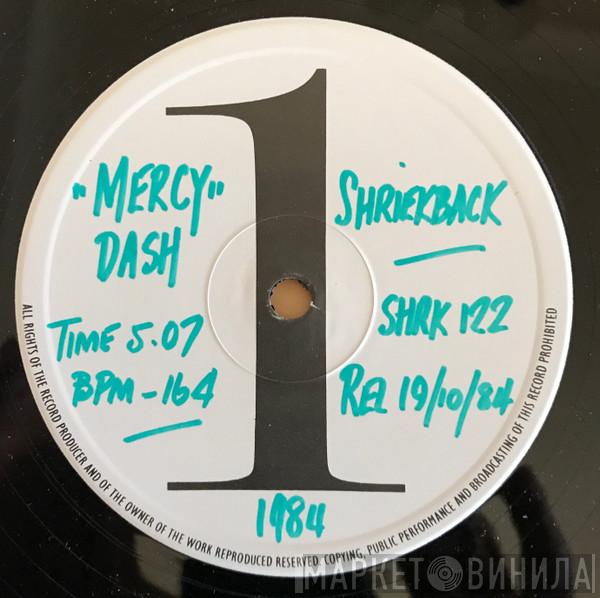 1
"MERCY"
DASH
TIME 5.07
BPM - 164
SHRIEKBACK
SHRK 122
REL 19/10/84
1984
ALL RIGHTS OF THE RECORD PRODUCER AND OF THE OWNER OF THE WORK REPRODUCED RESERVED. COPYING, PUBLIC PERFORMANCE AND BROADCASTING OF THIS RECORD PROHIBITED
МАРКЕТ ВИНИЛА